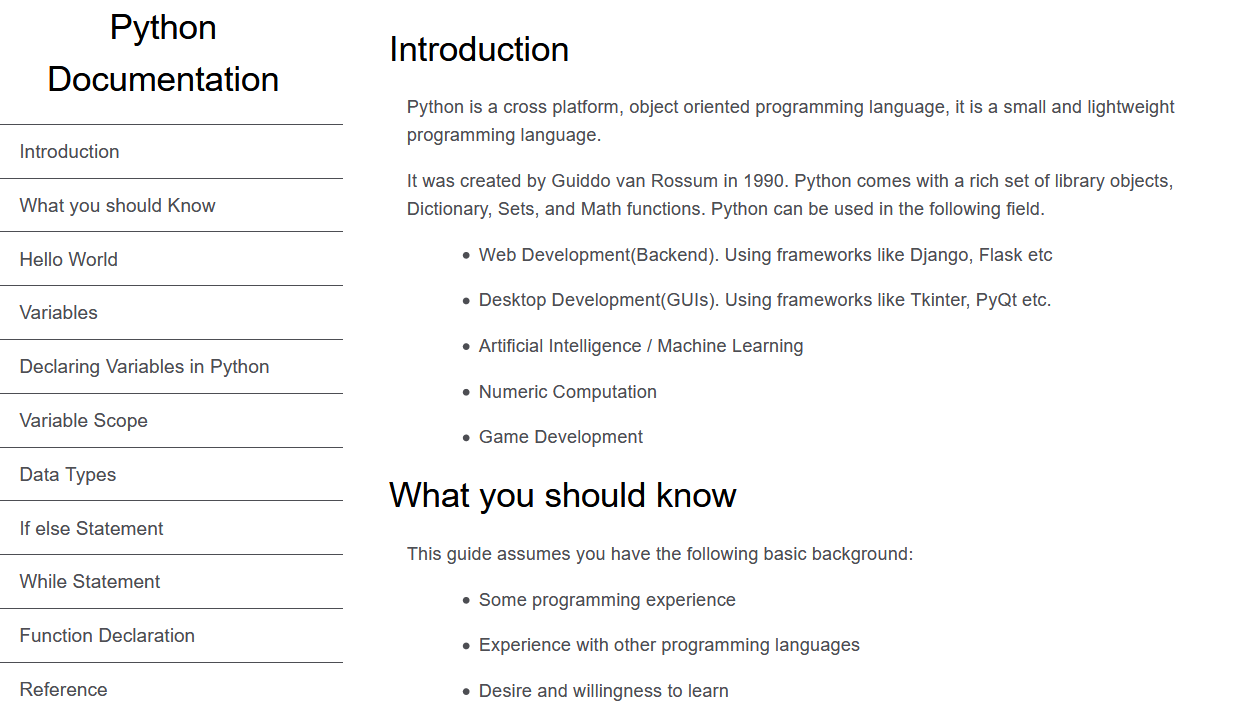 Python
Documentation
Introduction
What you should Know
Hello World
Variables
Declaring Variables in Python
Variable Scope
Data Types
If else Statement
While Statement
Function Declaration
Reference
Introduction
Python is a cross platform, object oriented programming language, it is a small and lightweight
programming language.
It was created by Guiddo van Rossum in 1990. Python comes with a rich set of library objects,
Dictionary, Sets, and Math functions. Python can be used in the following field.
• Web Development(Backend). Using frameworks like Django, Flask etc
• Desktop Development(GUIs). Using frameworks like Tkinter, PyQt etc.
• Artificial Intelligence / Machine Learning
• Numeric Computation
• Game Development
What you should know
This guide assumes you have the following basic background:
• Some programming experience
• Experience with other programming languages
• Desire and willingness to learn